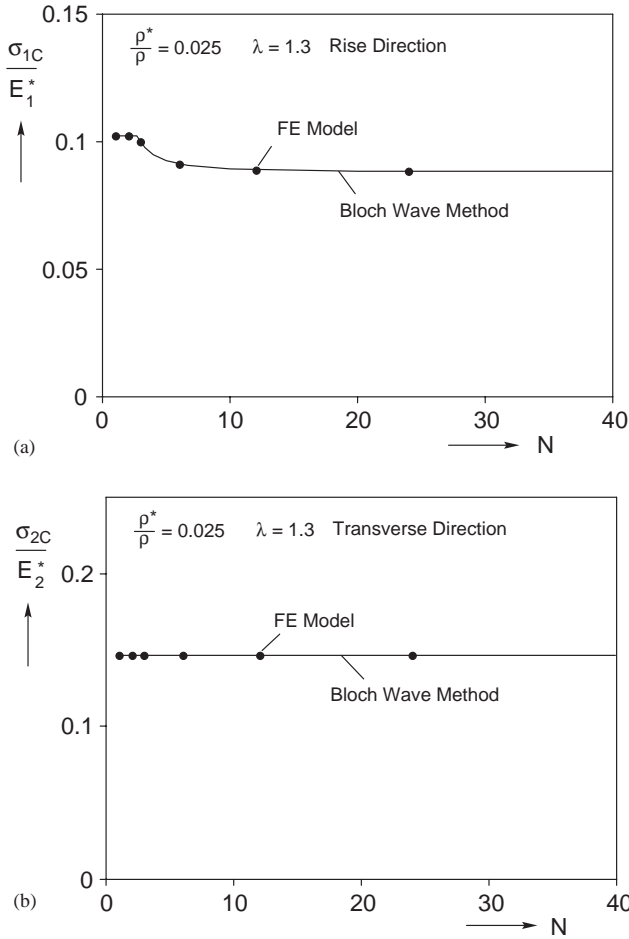 0.15
σ1C
E1*
ρ*
ρ
= 0.025 λ = 1.3 Rise Direction
0.1
FE Model
Bloch Wave Method
0.05
0
0 10 20 30 40
N
(a)
σ2C
E2*
ρ*
ρ
= 0.025 λ = 1.3 Transverse Direction
0.2
FE Model
Bloch Wave Method
0.1
0
0 10 20 30 40
N
(b)